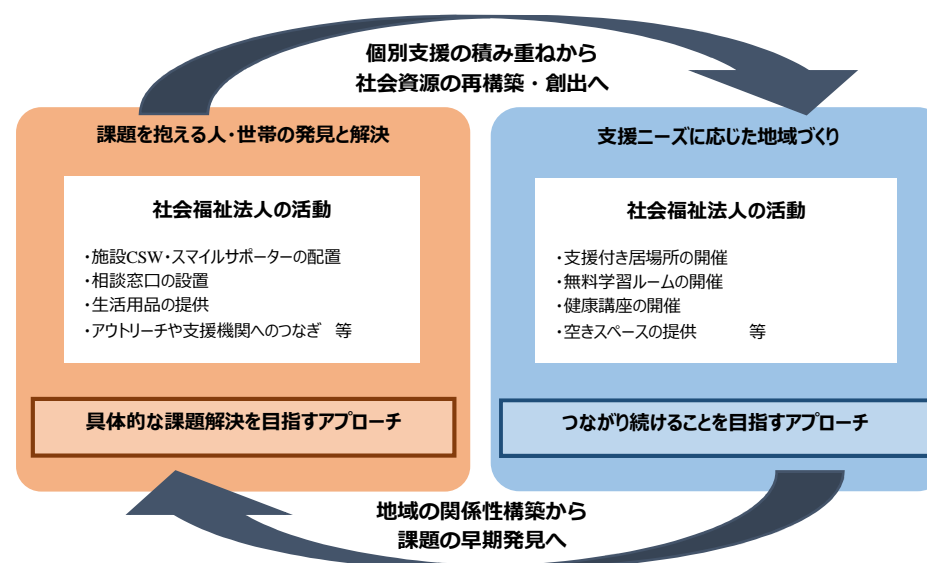 個別支援の積み重ねから
社会資源の再構築・創出へ
課題を抱える人・世帯の発見と解決
社会福祉法人の活動
・施設CSW・スマイルサポーターの配置
・相談窓口の設置
・生活用品の提供
・アウトリーチや支援機関へのつなぎ　等
具体的な課題解決を目指すアプローチ
支援ニーズに応じた地域づくり
社会福祉法人の活動
・支援付き居場所の開催
・無料学習ルームの開催
・健康講座の開催
・空きスペースの提供　　　等
つながり続けることを目指すアプローチ
地域の関係性構築から
課題の早期発見へ